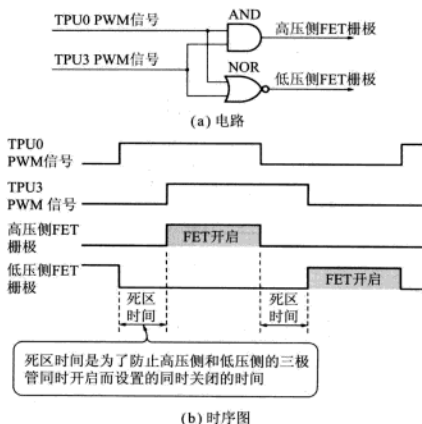 AND
TPU0 PWM信号
高压侧FET栅极
NOR
TPU3 PWM信号
低压侧FET栅极
(a) 电路
TPU0
PWM信号
TPU3
PWM 信号
高压侧FET
栅极
FET开启
低压侧FET
栅极
FET开启
死区
时间
死区
时间
死区时间是为了防止高压侧和低压侧的三极
管同时开启而设置的同时关闭的时间
(b) 时序图